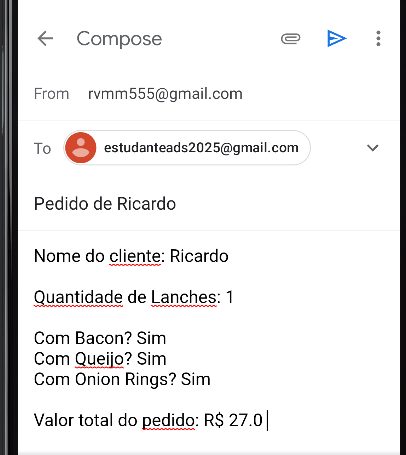 Compose
From rvmm555@gmail.com
To estudanteads2025@gmail.com
Pedido de Ricardo
Nome do cliente: Ricardo
Quantidade de Lanches: 1
Com Bacon? Sim
Com Queijo? Sim
Com Onion Rings? Sim
Valor total do pedido: R$ 27.0